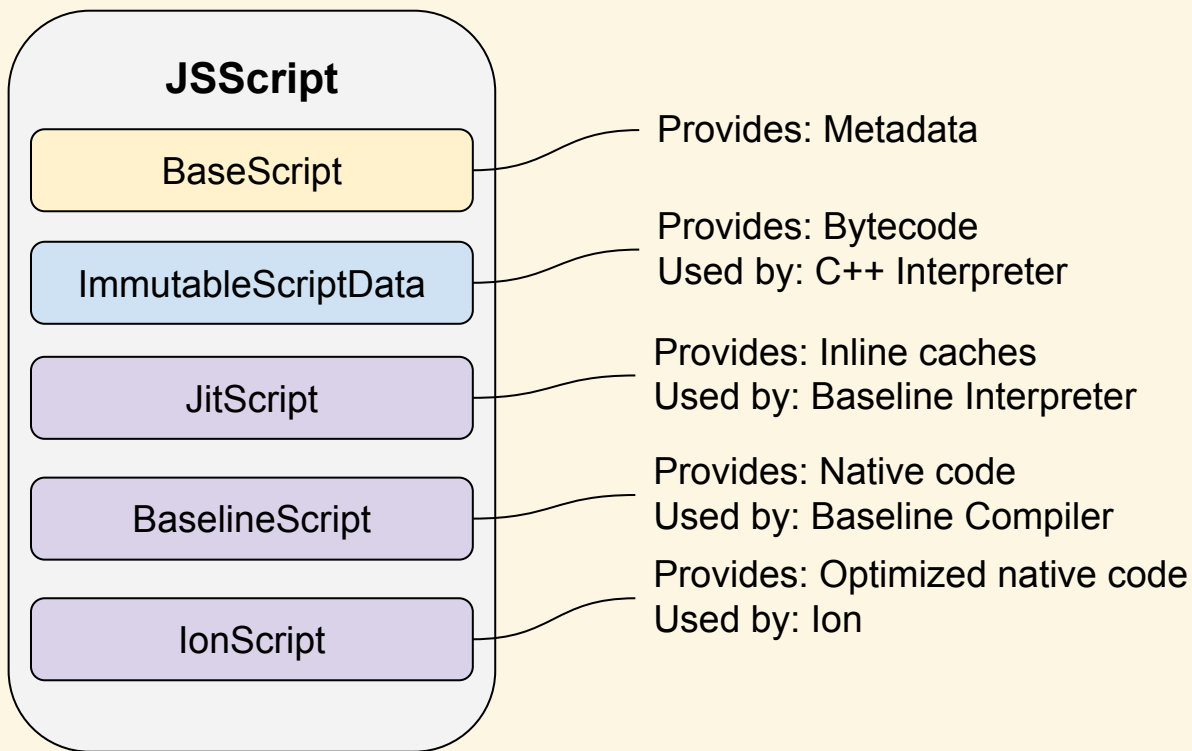 JSScript
BaseScript
Provides: Metadata
ImmutableScriptData
Provides: Bytecode
Used by: C++ Interpreter
JitScript
Provides: Inline caches
Used by: Baseline Interpreter
BaselineScript
Provides: Native code
Used by: Baseline Compiler
IonScript
Provides: Optimized native code
Used by: Ion